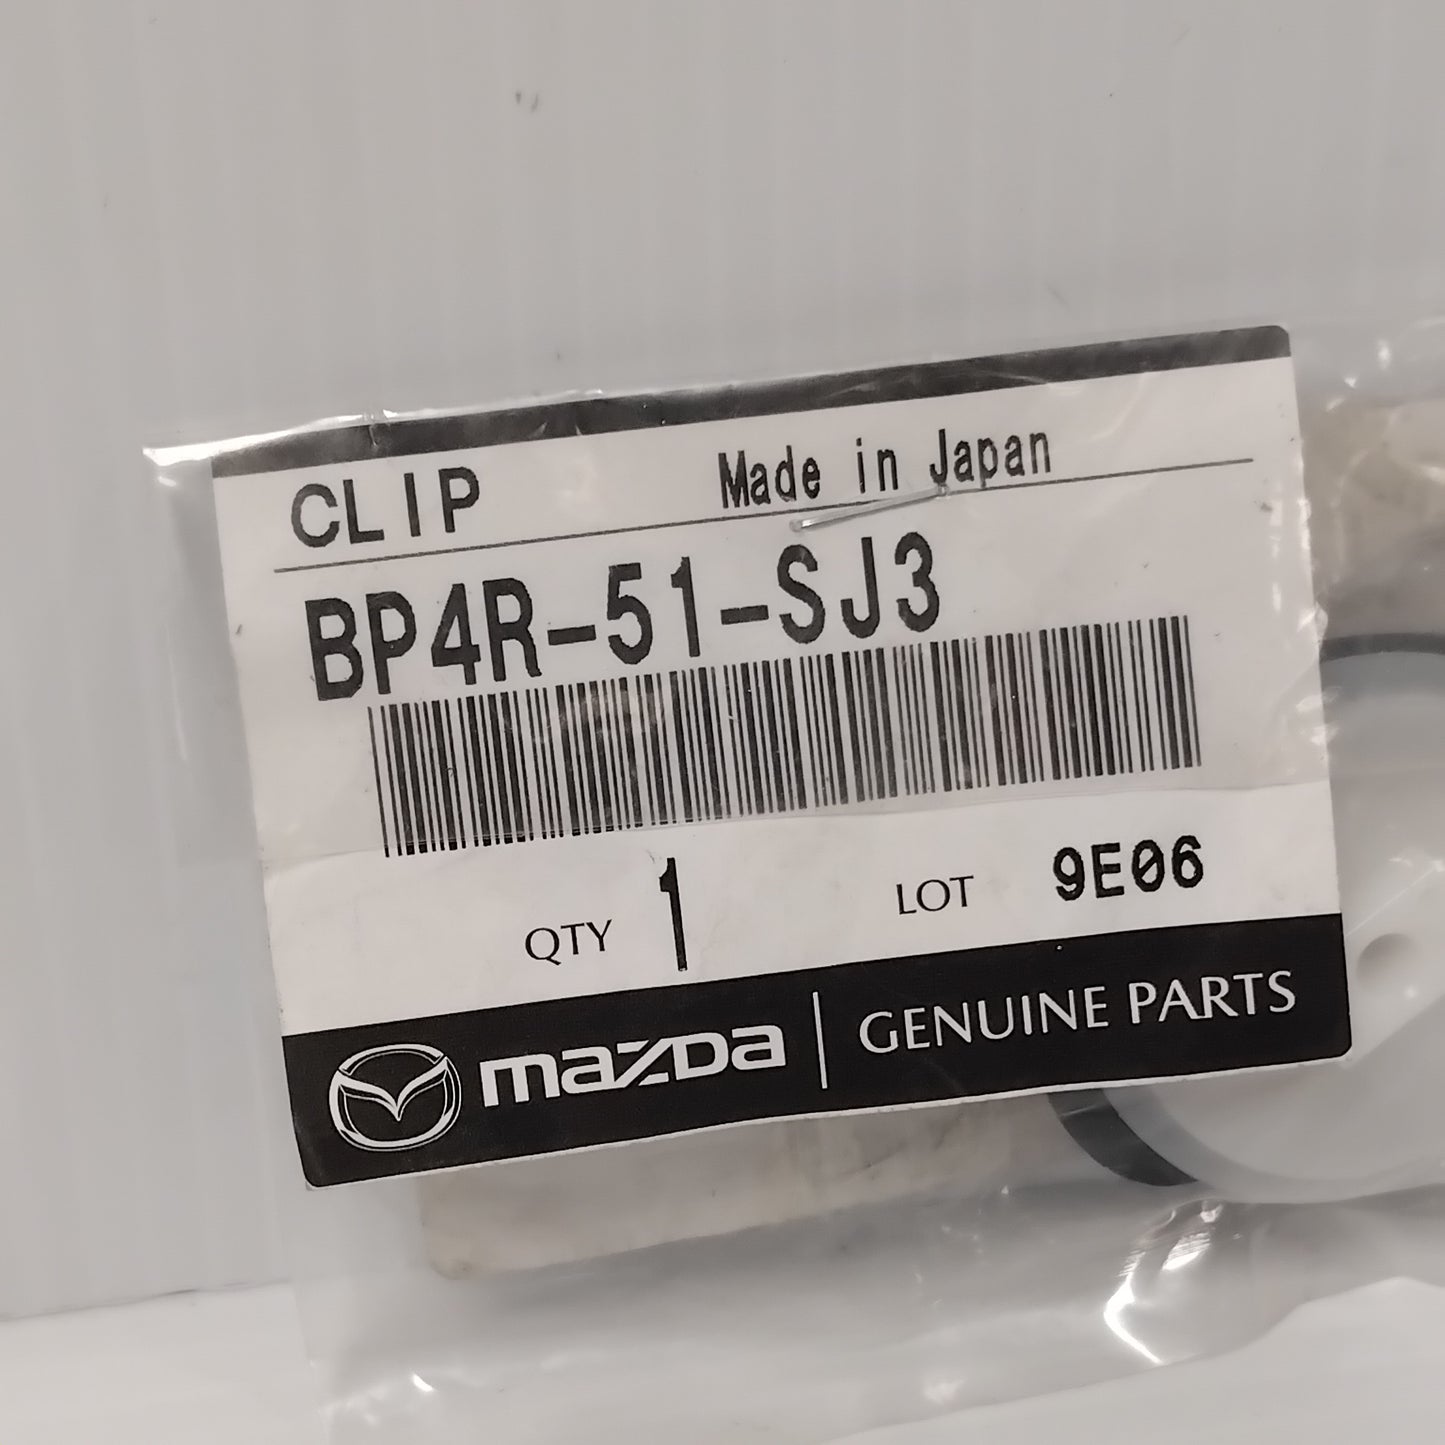 CLIP Made in Japan
BP4R-51-SJ3
QTY 1 LOT 9E06
mazda | GENUINE PARTS